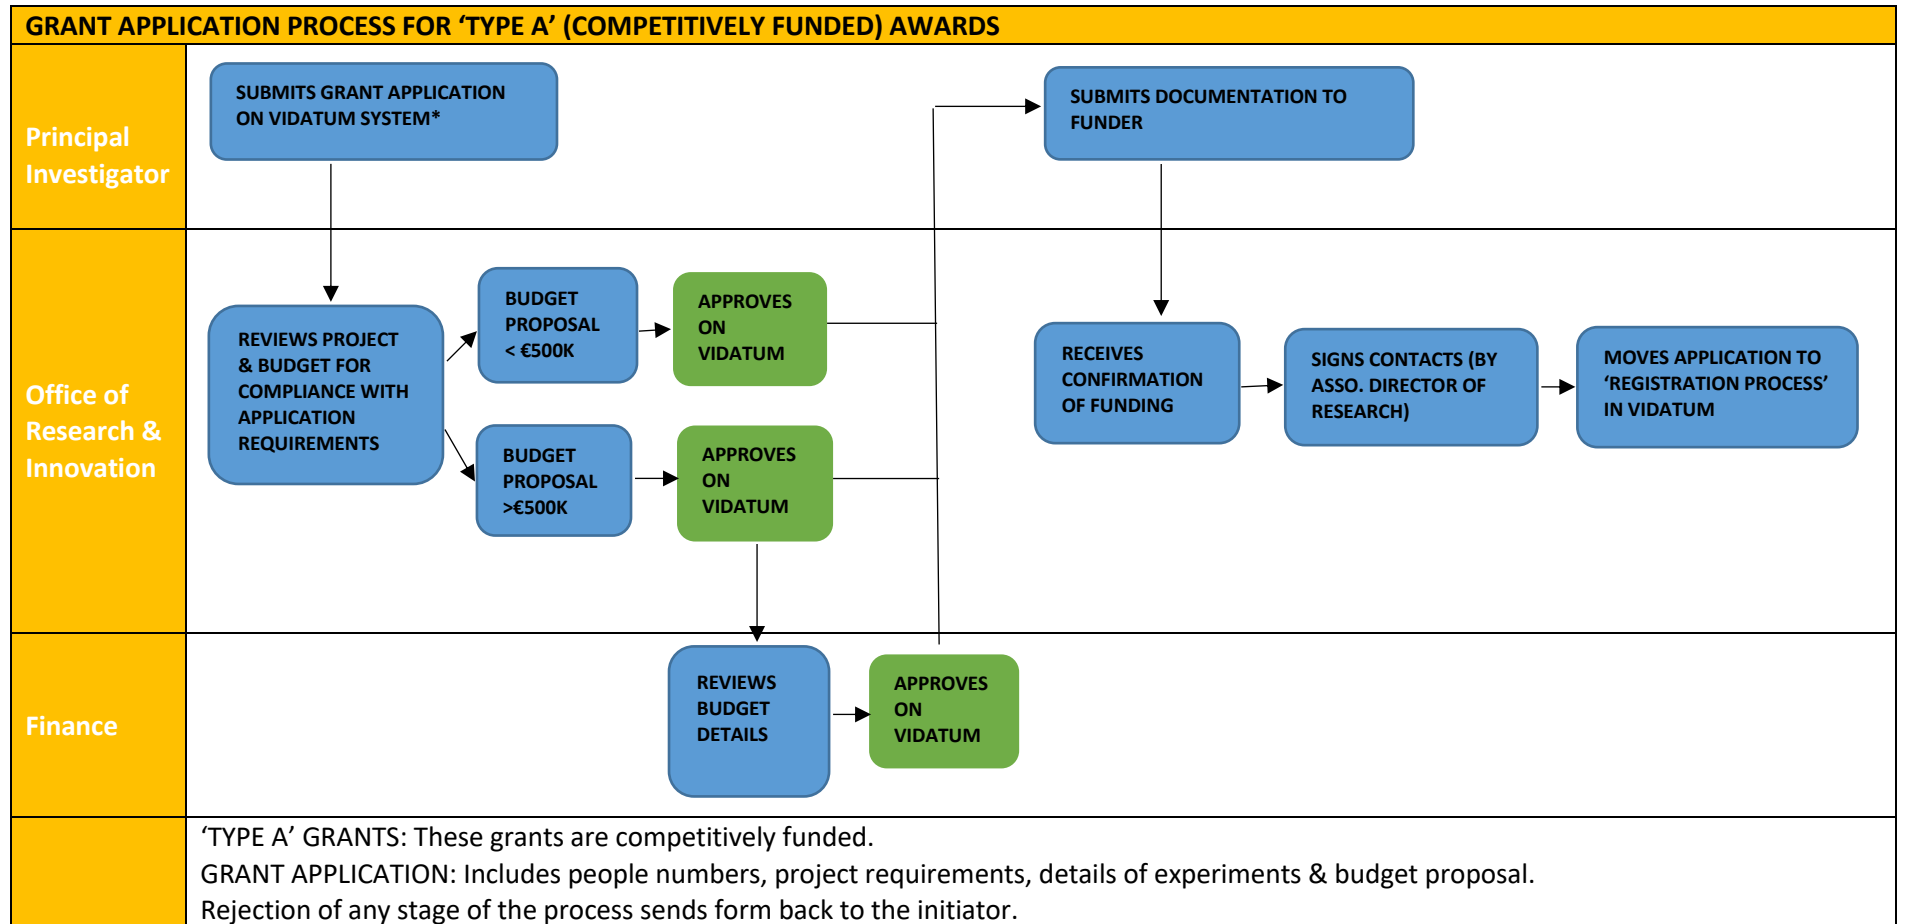 GRANT APPLICATION PROCESS FOR ‘TYPE A’ (COMPETITIVELY FUNDED) AWARDS
Principal
Investigator
SUBMITS GRANT APPLICATION
ON VIDATUM SYSTEM*
SUBMITS DOCUMENTATION TO
FUNDER
Office of
Research &
Innovation
REVIEWS PROJECT
& BUDGET FOR
COMPLIANCE WITH
APPLICATION
REQUIREMENTS
BUDGET
PROPOSAL
< €500K
APPROVES
ON
VIDATUM
BUDGET
PROPOSAL
>€500K
APPROVES
ON
VIDATUM
RECEIVES
CONFIRMATION
OF FUNDING
SIGNS CONTACTS (BY
ASSO. DIRECTOR OF
RESEARCH)
MOVES APPLICATION TO
‘REGISTRATION PROCESS’
IN VIDATUM
Finance
REVIEWS
BUDGET
DETAILS
APPROVES
ON
VIDATUM
‘TYPE A’ GRANTS: These grants are competitively funded.
GRANT APPLICATION: Includes people numbers, project requirements, details of experiments & budget proposal.
Rejection of any stage of the process sends form back to the initiator.